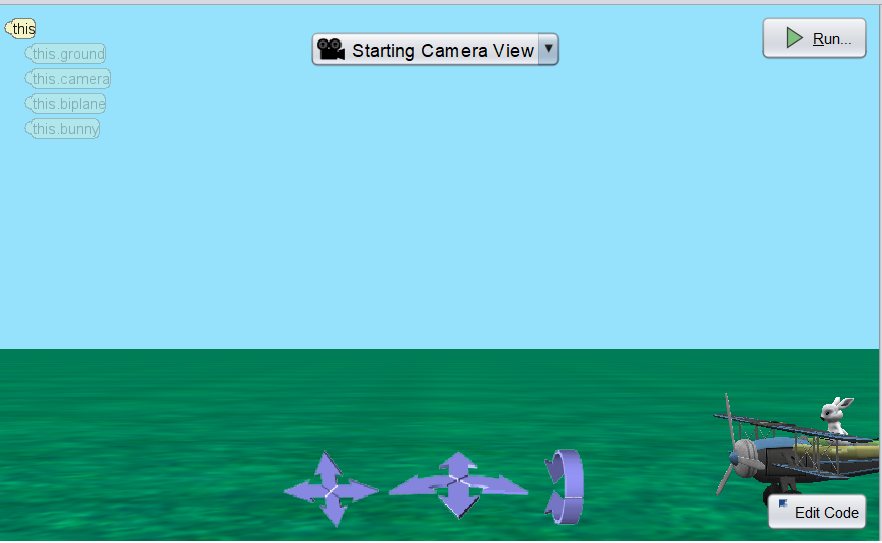 this
this.ground
this.camera
this.biplane
this.bunny
Starting Camera View
Run...
Edit Code